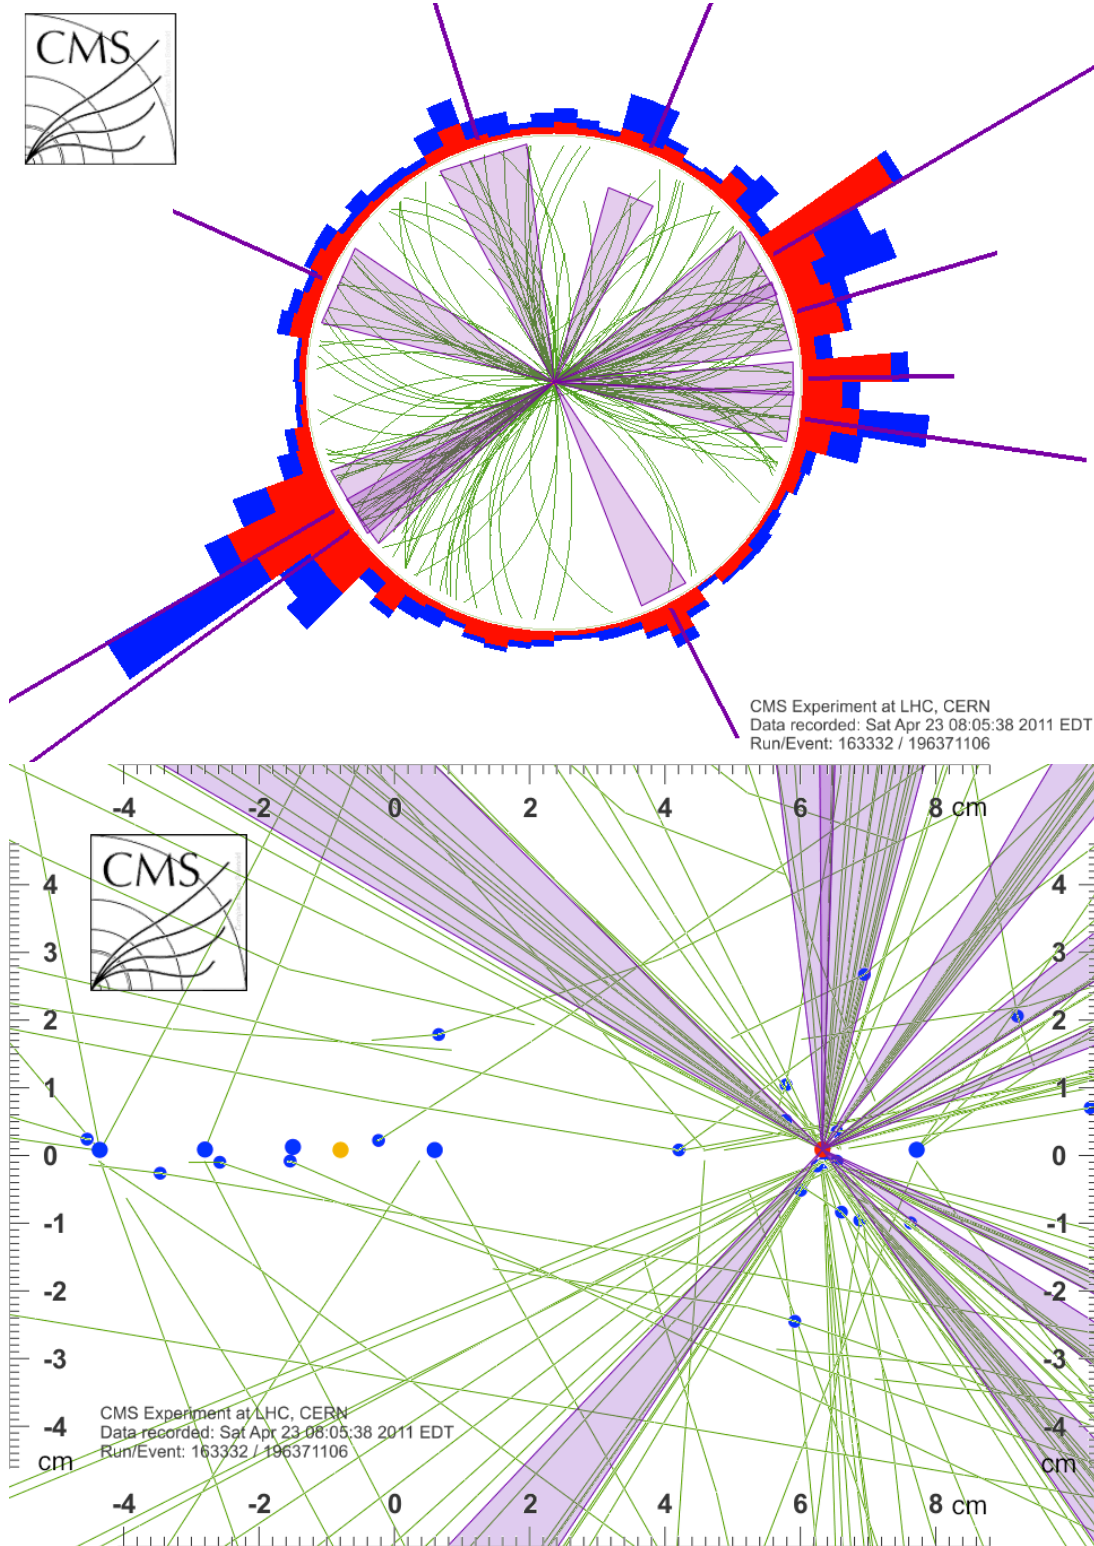 CMS
CMS Experiment at LHC, CERN
Data recorded: Sat Apr 23 08:05:38 2011 EDT
Run/Event: 163332 / 196371106
-4 -2 0 2 4 6 8 cm
CMS
4 4
3 3
2 2
1 1
0 0
-1 -1
-2 -2
-3 -3
CMS Experiment at LHC, CERN
-4 Data recorded: Sat Apr 23 08:05:38 2011 EDT -4
cm Run/Event: 163332 / 196371106 cm
-4 -2 0 2 4 6 8 cm